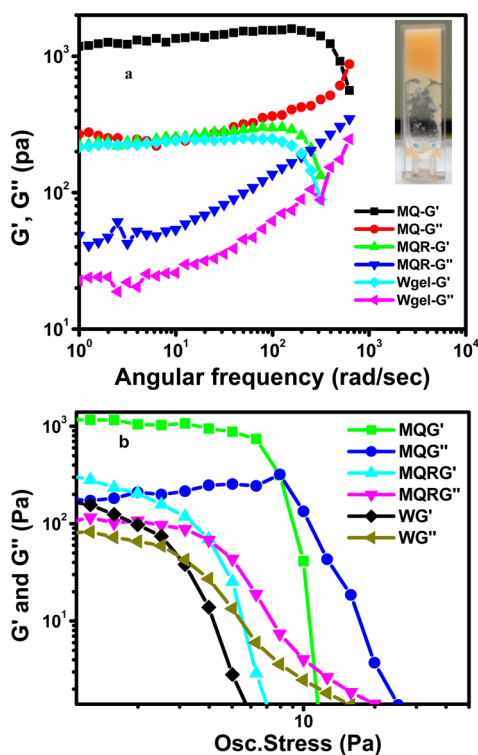 a
10³
10²
10¹
G', G" (pa)
MQ-G'
MQ-G"
MQR-G'
MQR-G"
Wgel-G'
Wgel-G"
10⁰ 10¹ 10² 10³ 10⁴
Angular frequency (rad/sec)
b
10³
10²
10¹
G' and G" (Pa)
MQG'
MQG"
MQRG'
MQRG"
WG'
WG"
10
Osc.Stress (Pa)